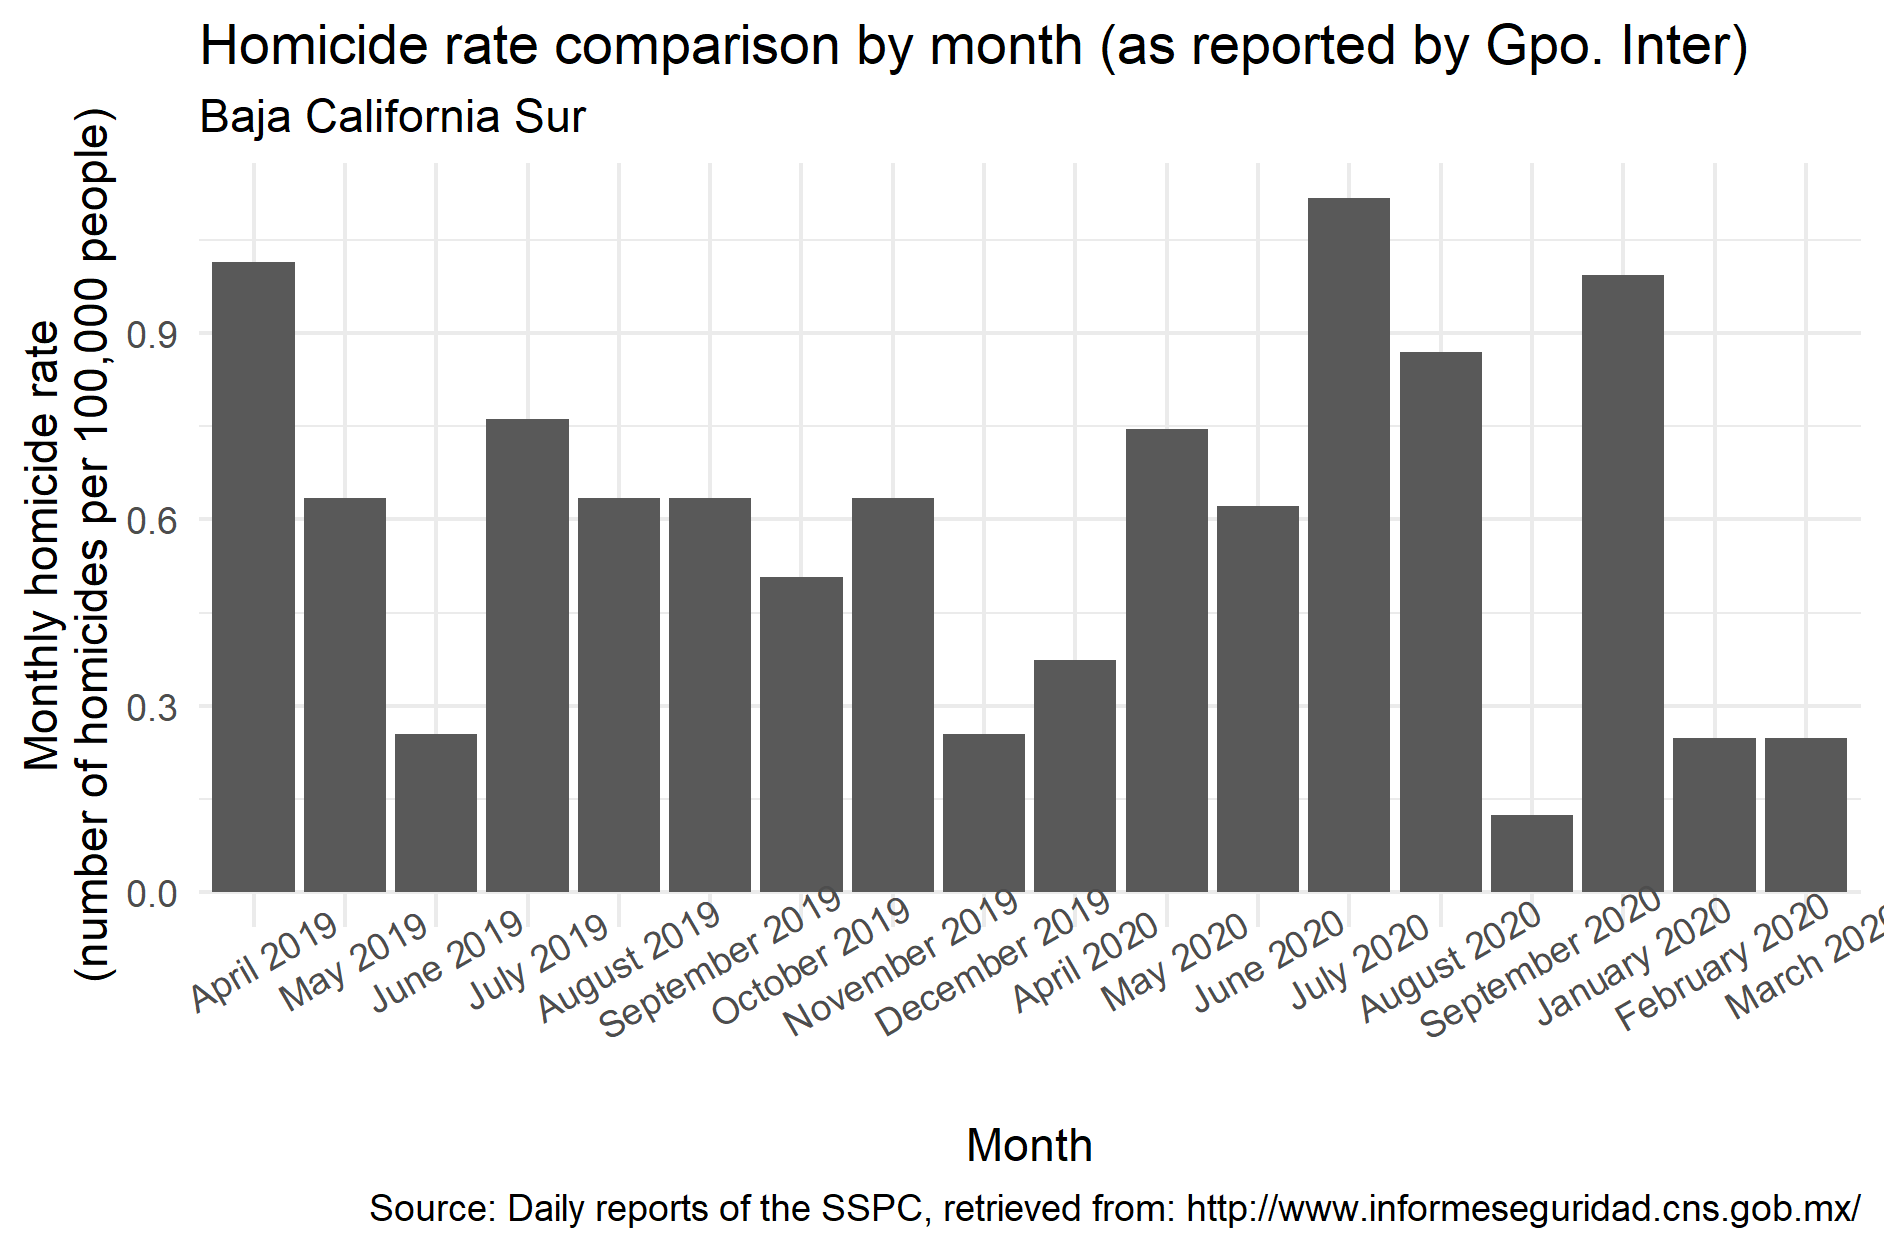 Homicide rate comparison by month (as reported by Gpo. Inter)
Baja California Sur
Monthly homicide rate
(number of homicides per 100,000 people)
0.9
0.6
0.3
0.0
April 2019
May 2019
June 2019
July 2019
August 2019
September 2019
October 2019
November 2019
December 2019
April 2020
May 2020
June 2020
July 2020
August 2020
September 2020
January 2020
February 2020
March 2020
Month
Source: Daily reports of the SSPC, retrieved from: http://www.informeseguridad.cns.gob.mx/